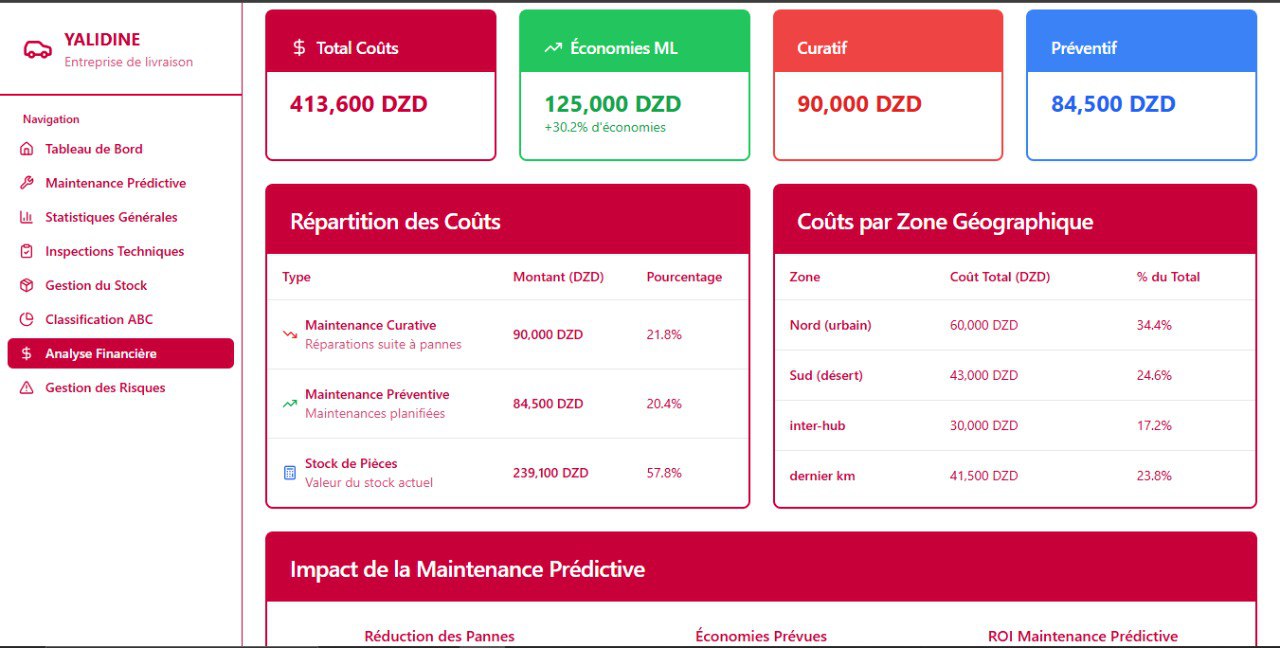 YALIDINE
Entreprise de livraison
Navigation
Tableau de Bord
Maintenance Prédictive
Statistiques Générales
Inspections Techniques
Gestion du Stock
Classification ABC
Analyse Financière
Gestion des Risques
Total Coûts
413,600 DZD
Économies ML
125,000 DZD
+30.2% d'économies
Curatif
90,000 DZD
Préventif
84,500 DZD
Répartition des Coûts
Type Montant (DZD) Pourcentage
Maintenance Curative
Réparations suite à pannes
90,000 DZD 21.8%
Maintenance Préventive
Maintenances planifiées
84,500 DZD 20.4%
Stock de Pièces
Valeur du stock actuel
239,100 DZD 57.8%
Coûts par Zone Géographique
Zone Coût Total (DZD) % du Total
Nord (urbain) 60,000 DZD 34.4%
Sud (désert) 43,000 DZD 24.6%
inter-hub 30,000 DZD 17.2%
dernier km 41,500 DZD 23.8%
Impact de la Maintenance Prédictive
Réduction des Pannes Économies Prévues ROI Maintenance Prédictive